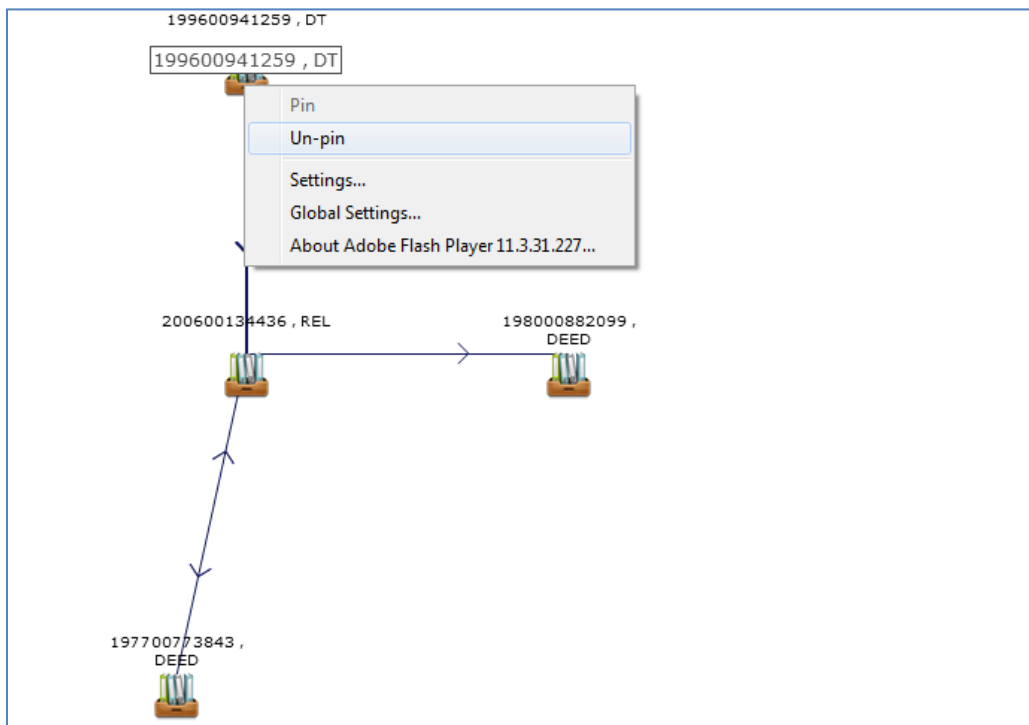 199600941259 , DT
199600941259 , DT
Pin
Un-pin
Settings...
Global Settings...
About Adobe Flash Player 11.3.31.227...
200600134436 , REL
198000882099 ,
DEED
197700773843 ,
DEED